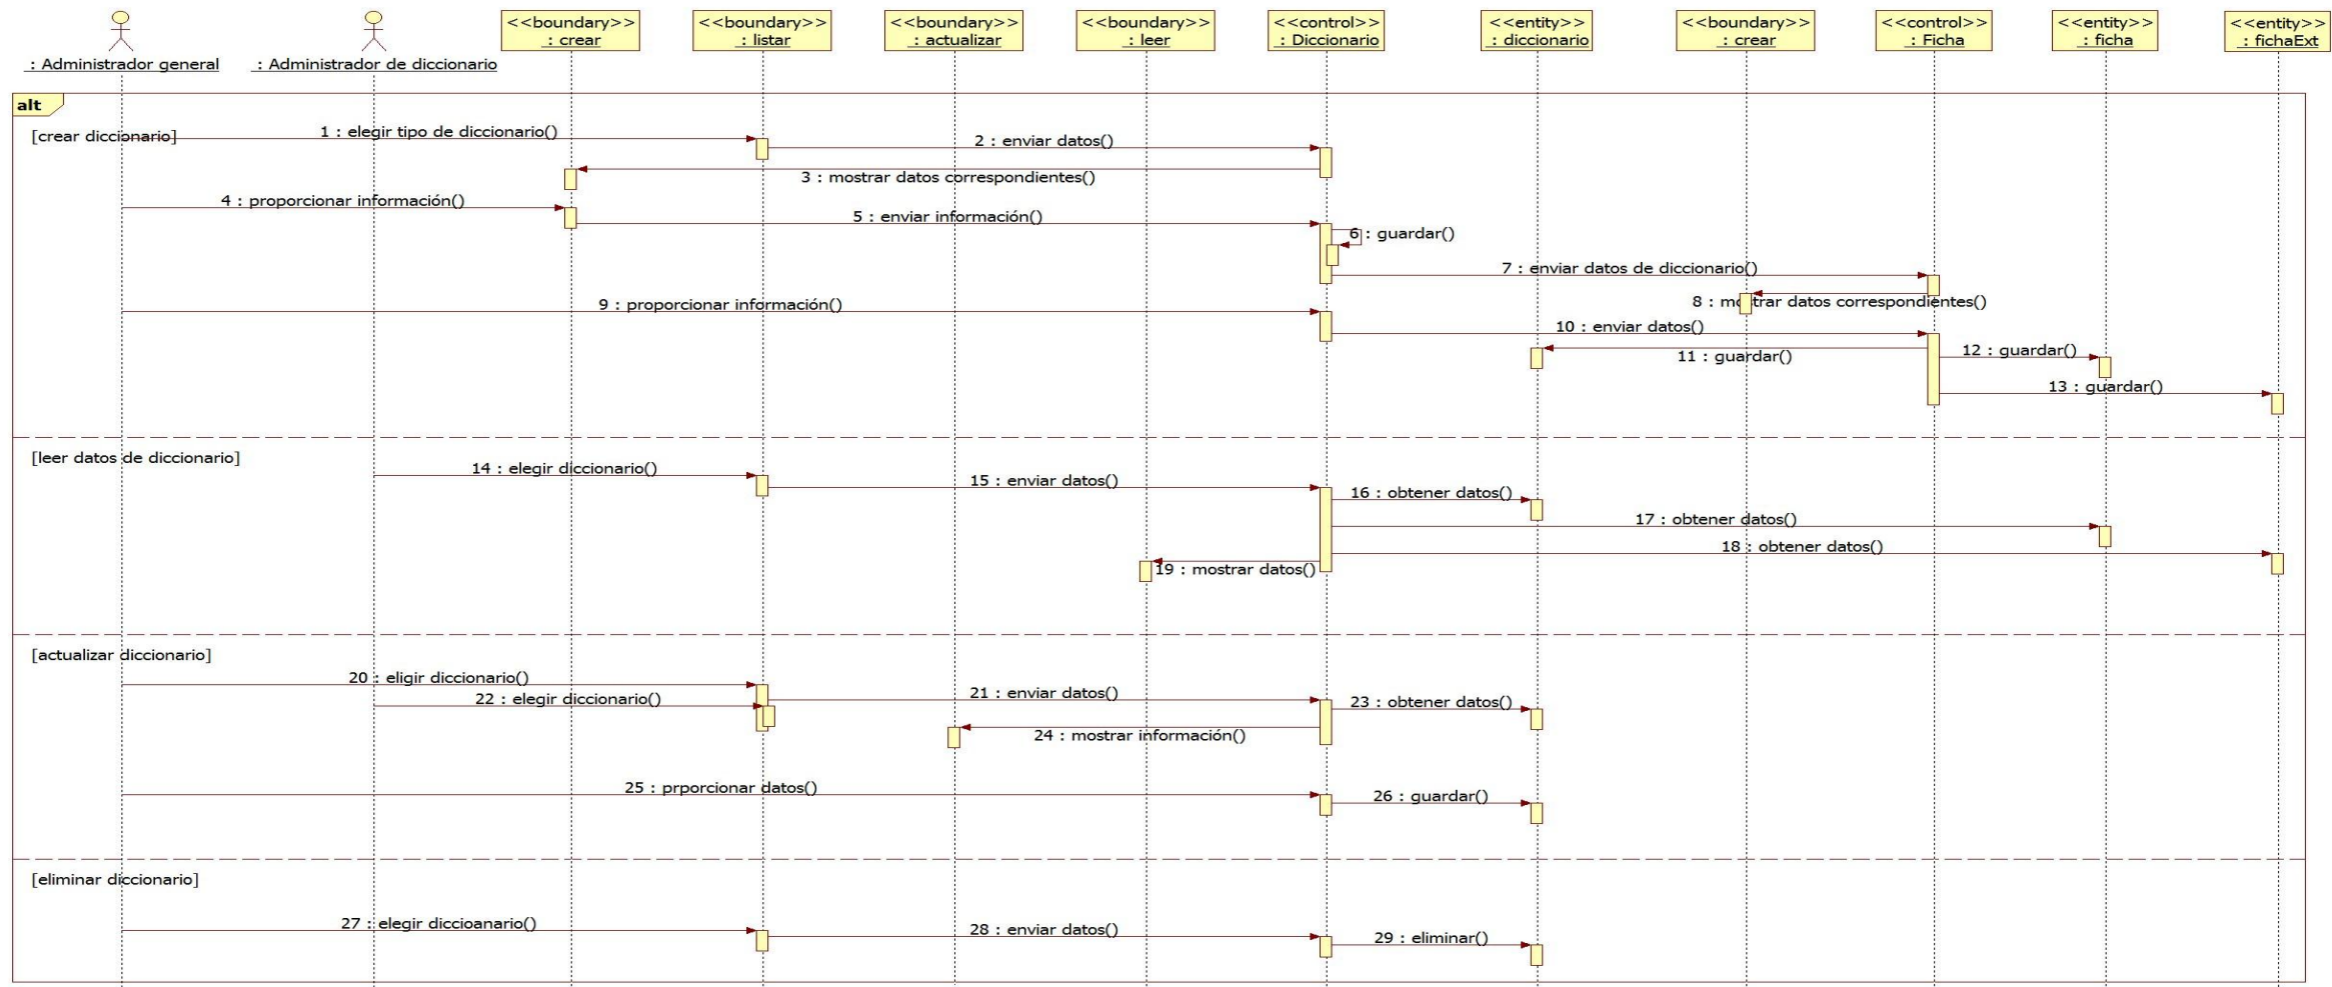 <<boundary>>
: crear
<<boundary>>
: listar
<<boundary>>
: actualizar
<<boundary>>
: leer
<<control>>
: Diccionario
<<entity>>
: diccionario
<<boundary>>
: crear
<<control>>
: Ficha
<<entity>>
: ficha
<<entity>>
: fichaExt
: Administrador general
: Administrador de diccionario
alt
[crear diccionario]
1 : elegir tipo de diccionario()
2 : enviar datos()
3 : mostrar datos correspondientes()
4 : proporcionar información()
5 : enviar información()
6 : guardar()
7 : enviar datos de diccionario()
8 : mostrar datos correspondientes()
9 : proporcionar información()
10 : enviar datos()
11 : guardar()
12 : guardar()
13 : guardar()
[leer datos de diccionario]
14 : elegir diccionario()
15 : enviar datos()
16 : obtener datos()
17 : obtener datos()
18 : obtener datos()
19 : mostrar datos()
[actualizar diccionario]
20 : eligir diccionario()
21 : enviar datos()
22 : elegir diccionario()
23 : obtener datos()
24 : mostrar información()
25 : prporcionar datos()
26 : guardar()
[eliminar diccionario]
27 : elegir diccioanario()
28 : enviar datos()
29 : eliminar()